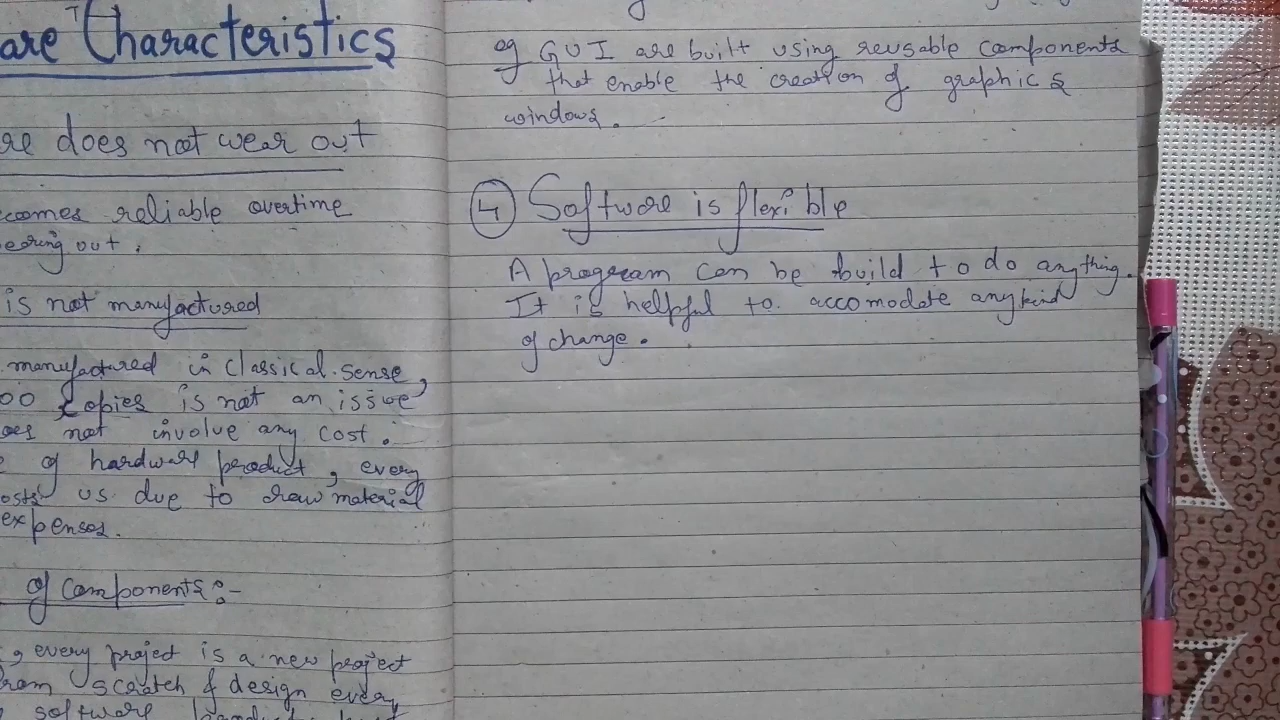 are Characteristics
re does not wear out
comes reliable overtime
earing out.
is not manufactured
manufactured in classical sense,
00 copies is not an issue
oes not involve any cost.
e of hardware product, every
osts us due to raw material
expenses.
of components:-
, every project is a new project
rom scratch & design every
software product
eg GUI are built using reusable components
that enable the creation of graphics
windows.
4 Software is flexible
A program can be build to do anything.
It is helpful to accomodate any kind
of change.